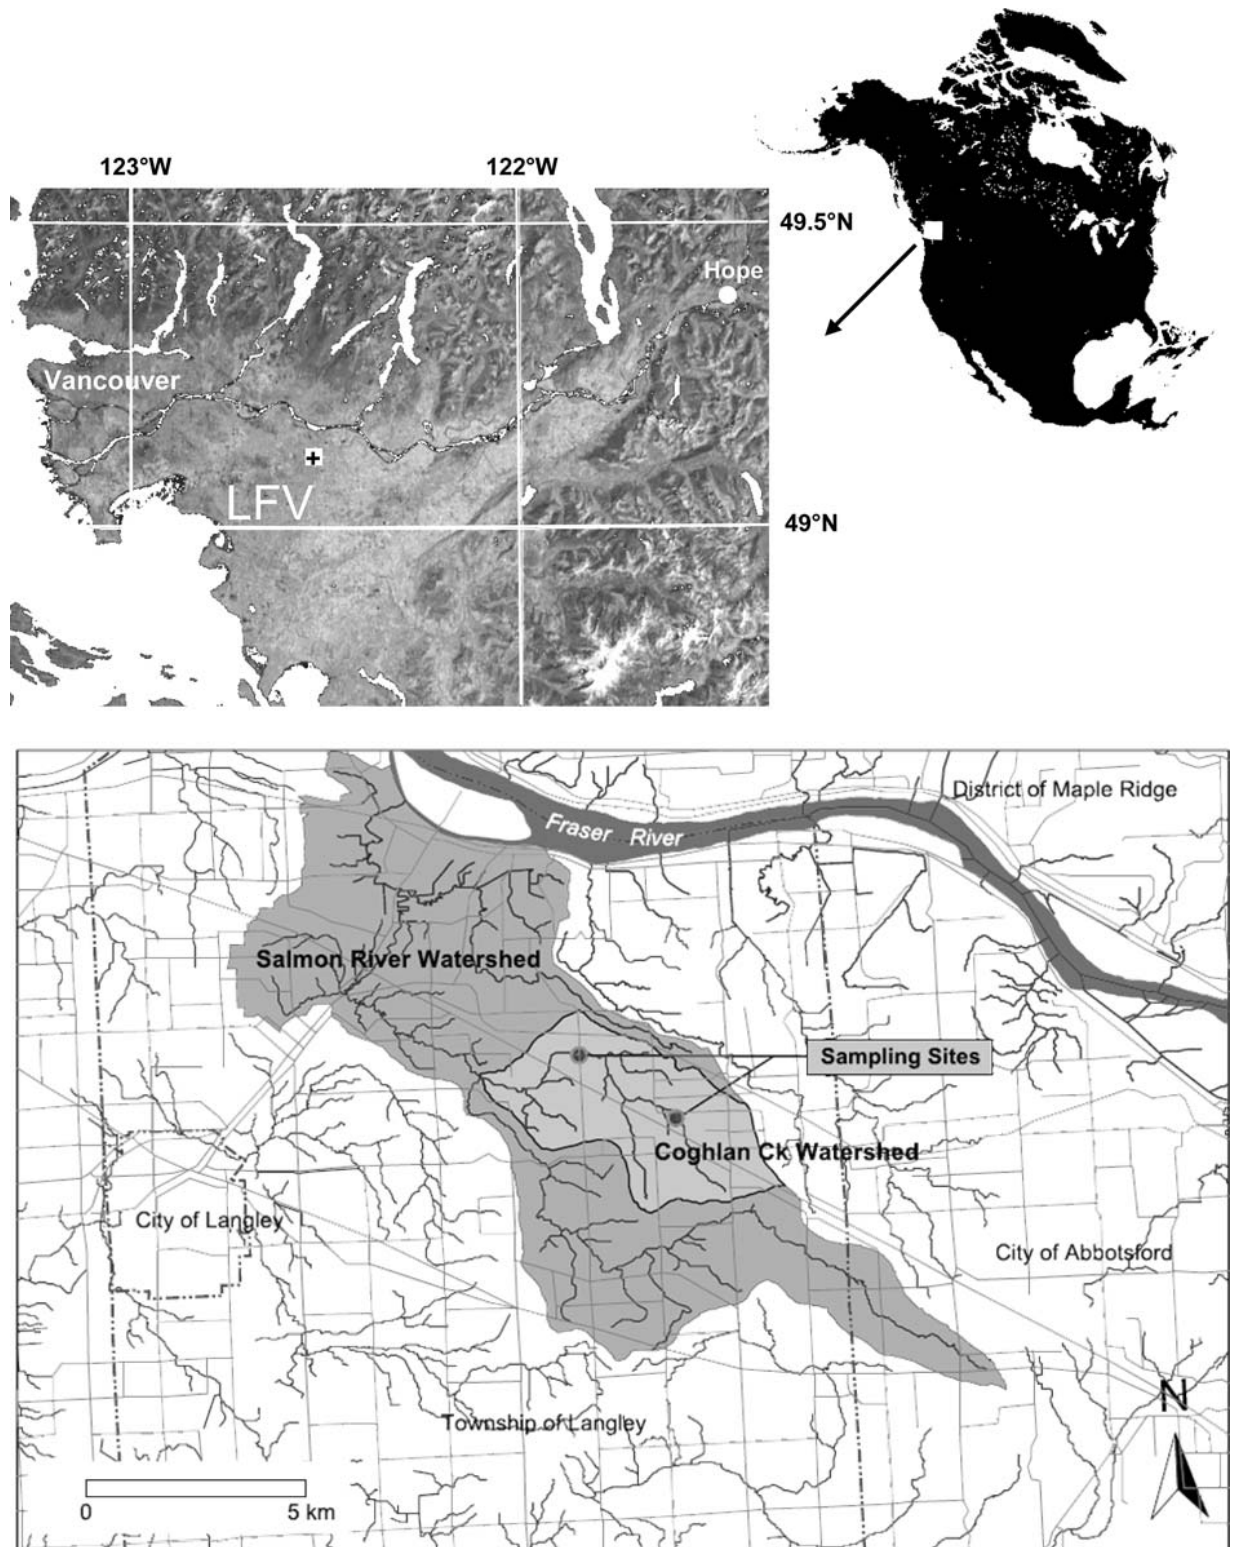 123°W
122°W
49.5°N
Hope
Vancouver
LFV
49°N
District of Maple Ridge
Fraser River
Salmon River Watershed
Sampling Sites
Coghlan Ck Watershed
City of Langley
City of Abbotsford
N
Township of Langley
0
5 km